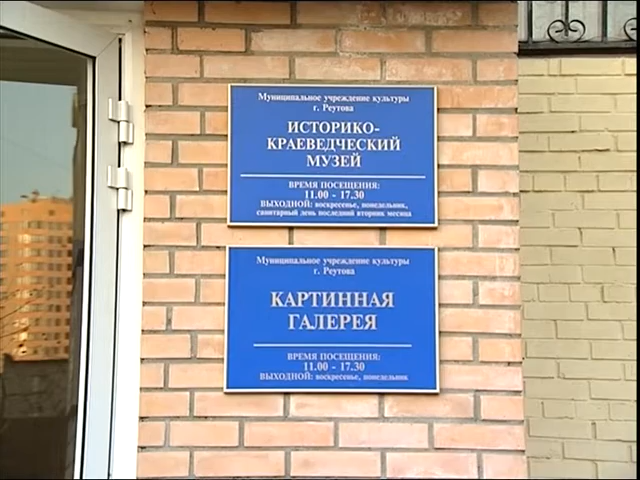 Муниципальное учреждение культуры
г. Реутова
ИСТОРИКО-
КРАЕВЕДЧЕСКИЙ
МУЗЕЙ
ВРЕМЯ ПОСЕЩЕНИЯ:
11.00 - 17.30
ВЫХОДНОЙ: воскресенье, понедельник,
санитарный день последний вторник месяца
Муниципальное учреждение культуры
г. Реутова
КАРТИННАЯ
ГАЛЕРЕЯ
ВРЕМЯ ПОСЕЩЕНИЯ:
11.00 - 17.30
ВЫХОДНОЙ: воскресенье, понедельник